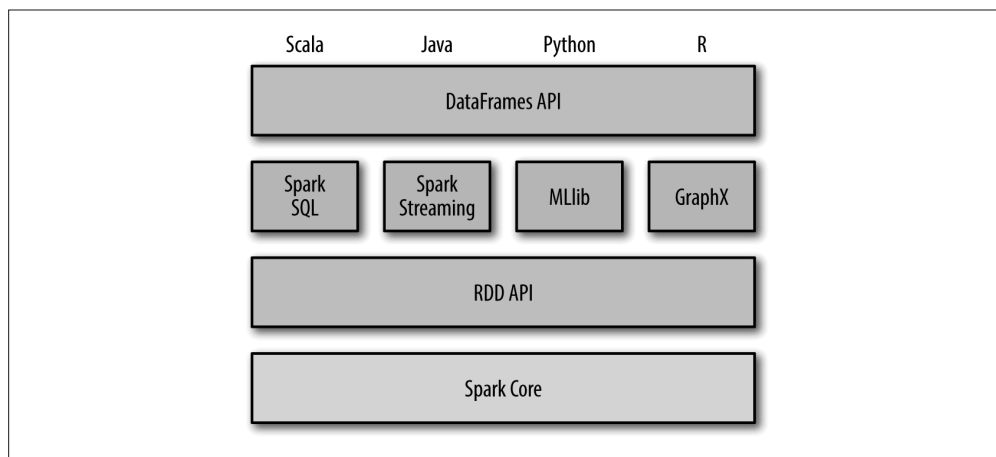 Scala Java Python R
DataFrames API
Spark SQL
Spark Streaming
MLlib
GraphX
RDD API
Spark Core